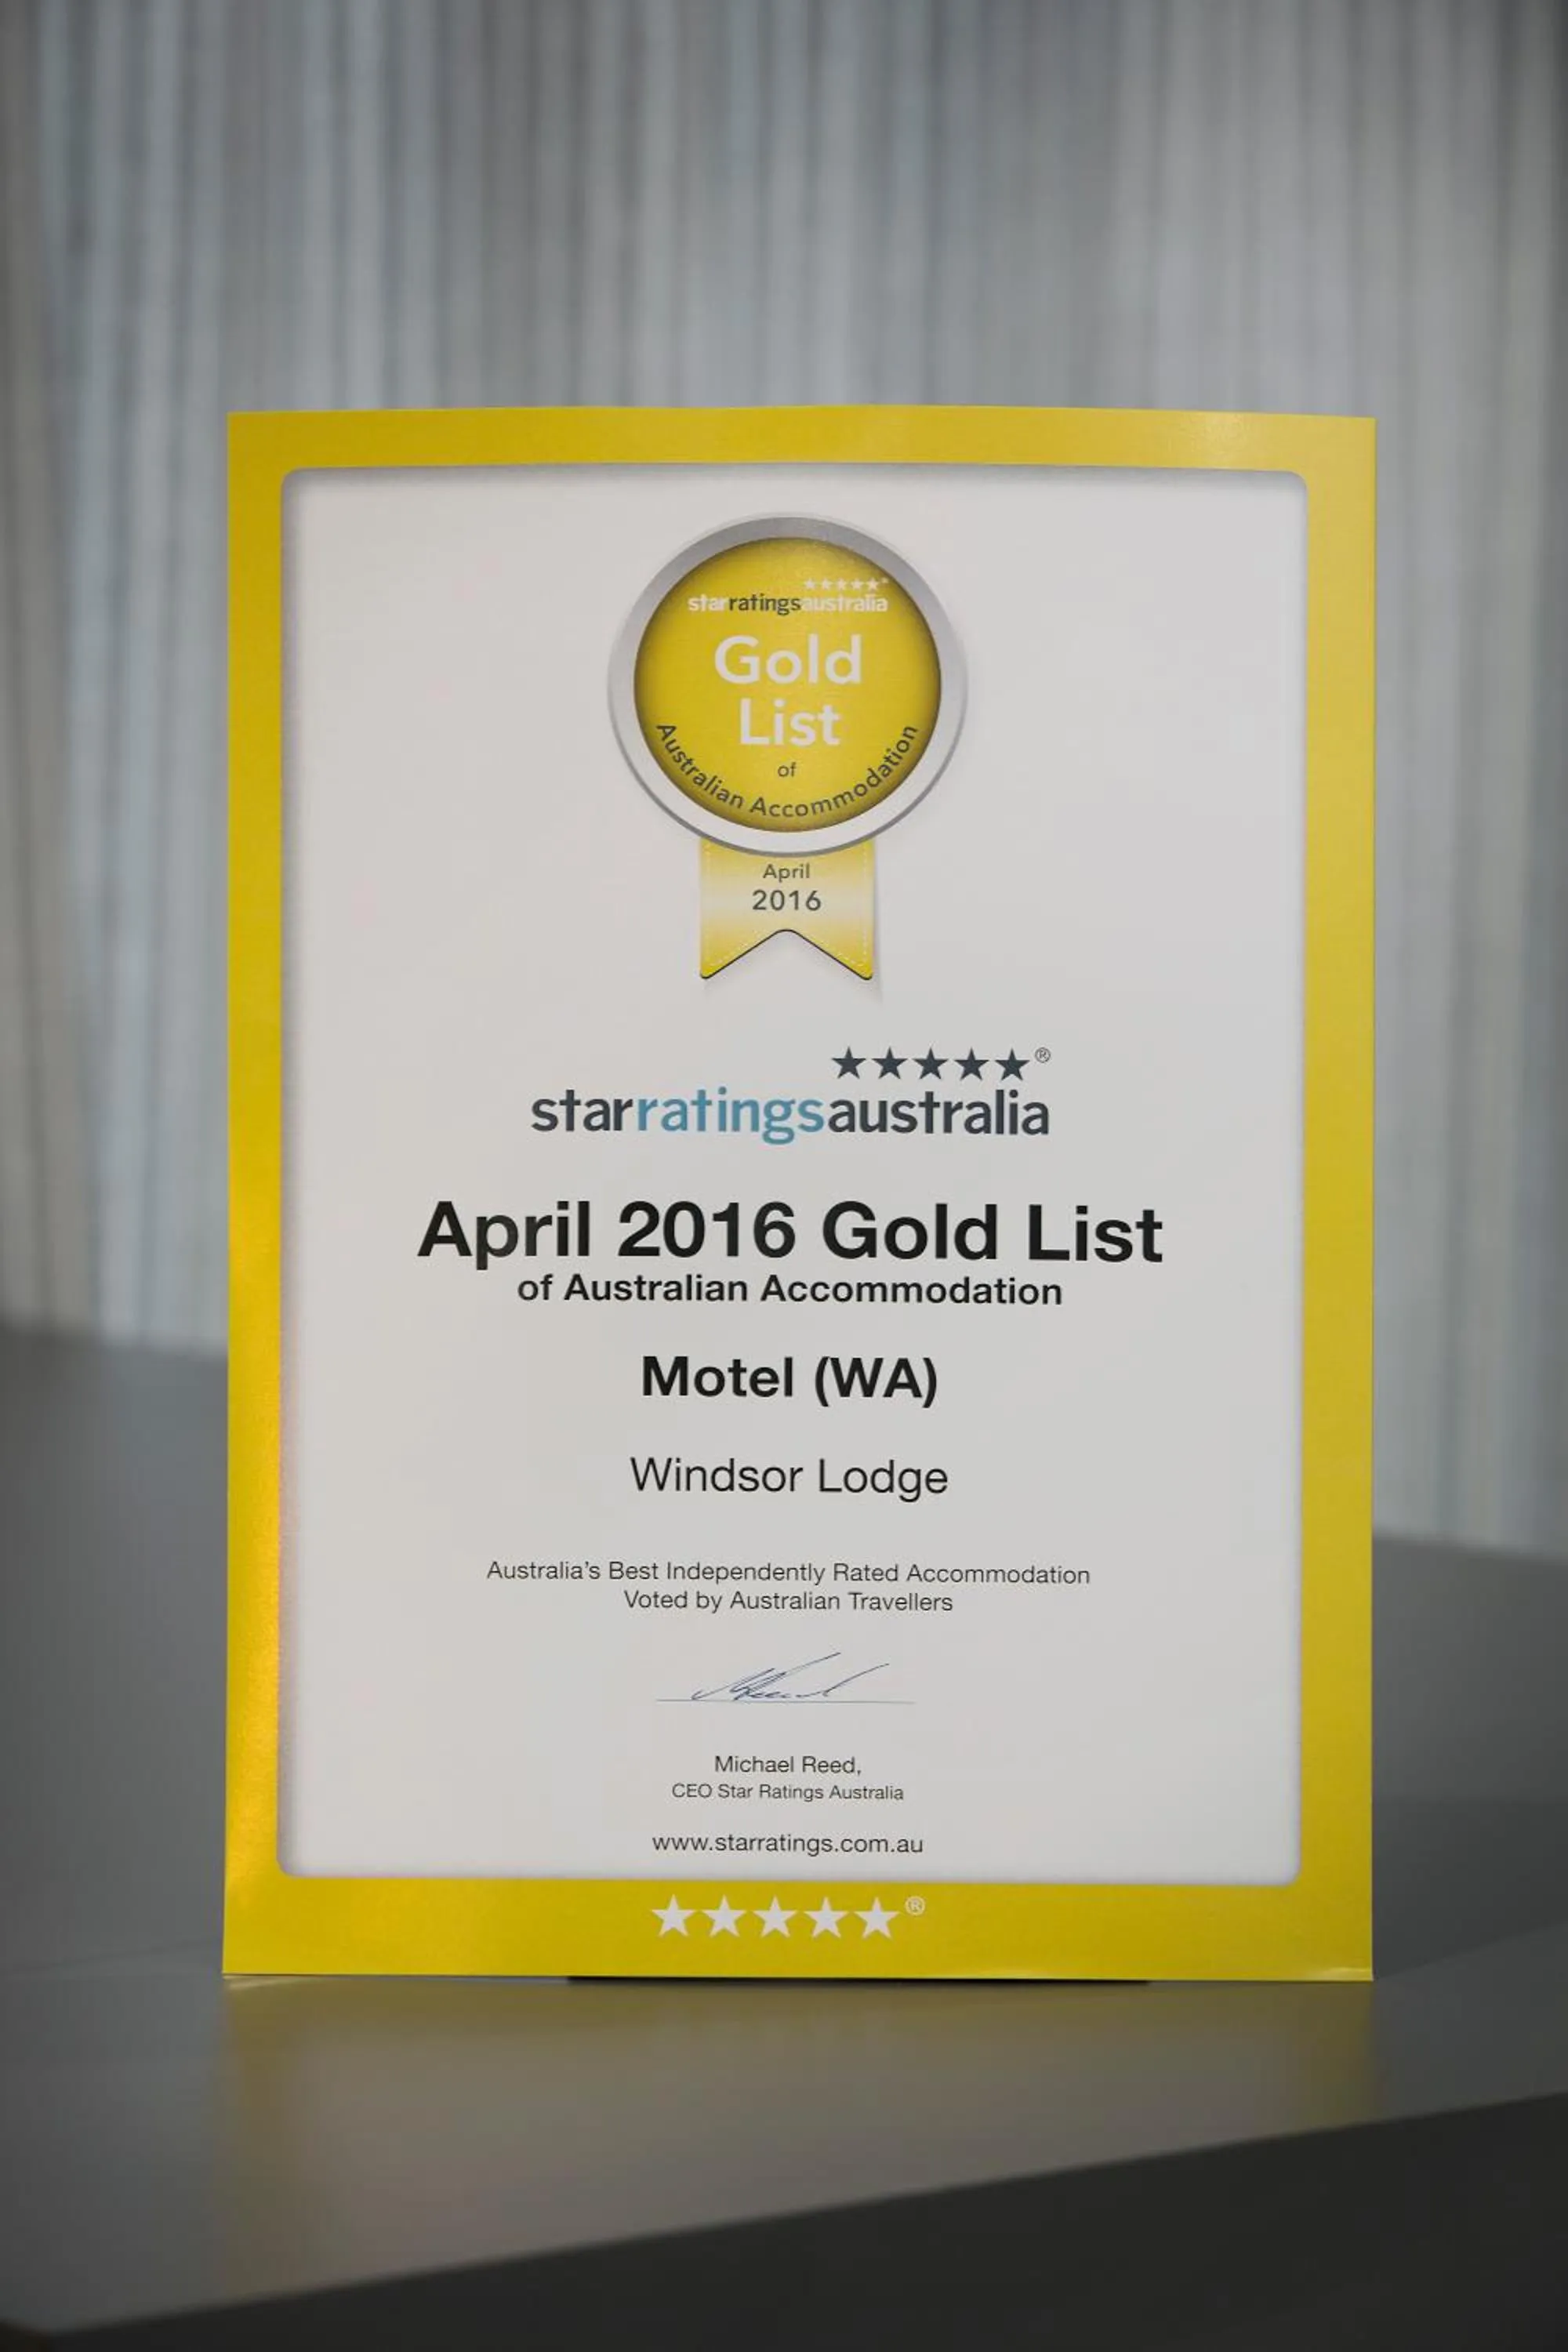 starratingsaustralia
Gold
List
of
Australian Accommodation
April
2016
®
starratingsaustralia
April 2016 Gold List
of Australian Accommodation
Motel (WA)
Windsor Lodge
Australia's Best Independently Rated Accommodation
Voted by Australian Travellers
Michael Reed,
CEO Star Ratings Australia
www.starratings.com.au
®